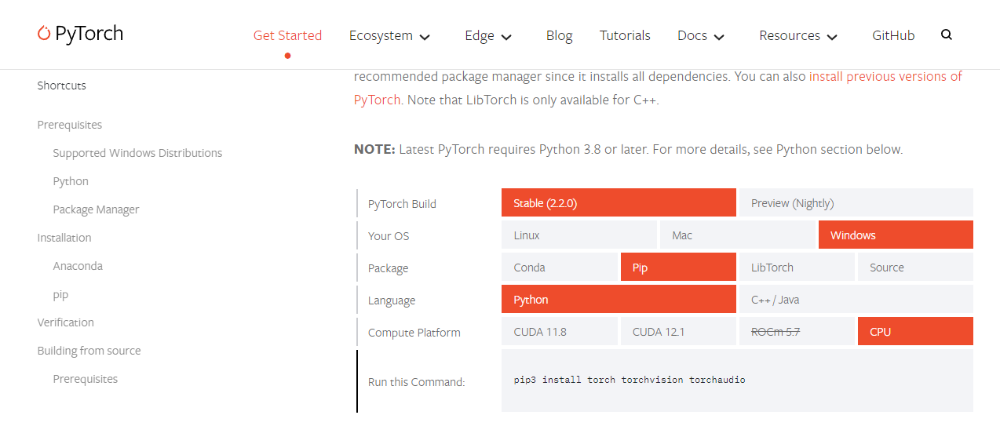 PyTorch
Get Started Ecosystem Edge Blog Tutorials Docs Resources GitHub
Shortcuts
Prerequisites
Supported Windows Distributions
Python
Package Manager
Installation
Anaconda
pip
Verification
Building from source
Prerequisites
recommended package manager since it installs all dependencies. You can also install previous versions of
PyTorch. Note that LibTorch is only available for C++.
NOTE: Latest PyTorch requires Python 3.8 or later. For more details, see Python section below.
PyTorch Build Stable (2.2.0) Preview (Nightly)
Your OS Linux Mac Windows
Package Conda Pip LibTorch Source
Language Python C++ / Java
Compute Platform CUDA 11.8 CUDA 12.1 ROCm 5.7 CPU
Run this Command: pip3 install torch torchvision torchaudio